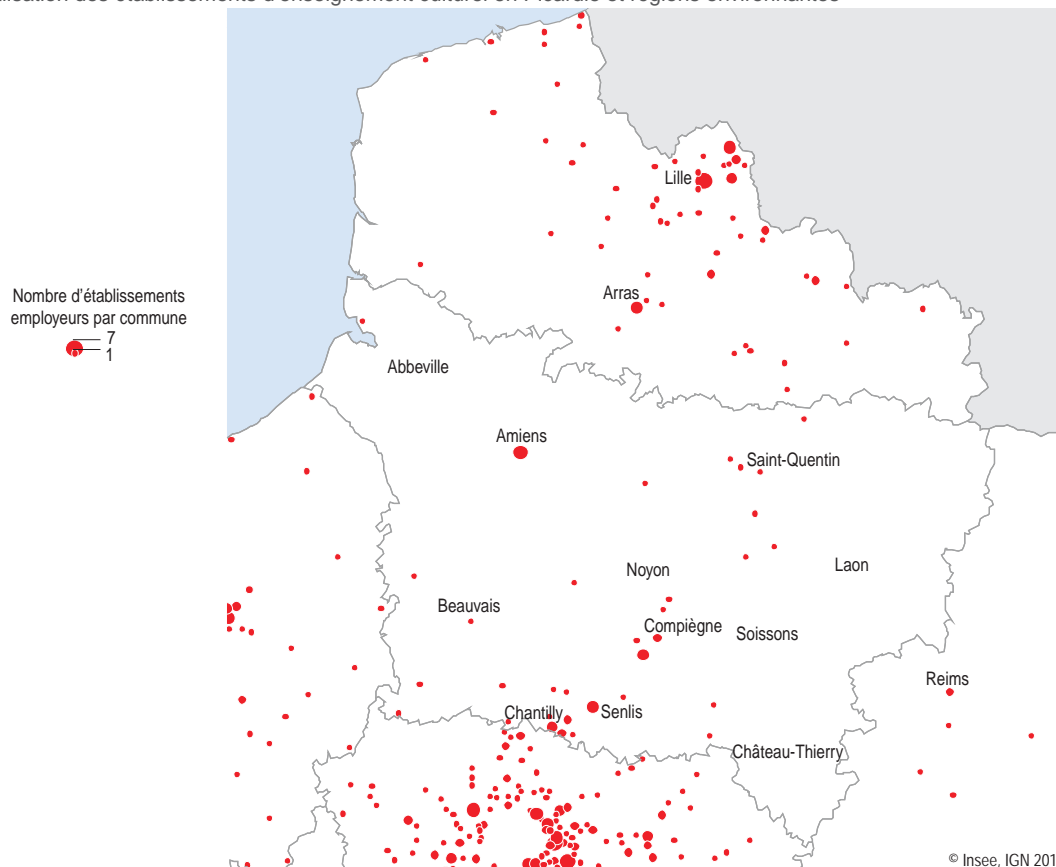 Nombre d'établissements
employeurs par commune
7
1
Lille
Arras
Abbeville
Amiens
Saint-Quentin
Noyon
Laon
Beauvais
Compiègne
Soissons
Reims
Chantilly
Senlis
Château-Thierry
© Insee, IGN 201